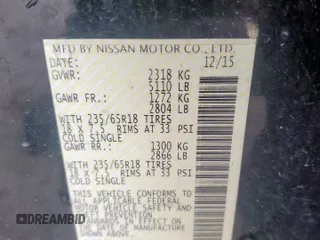 MFD BY NISSAN MOTOR CO., LTD.
DATE: 12/15
GVWR: 2318 KG
5110 LB
GAWR FR.: 1272 KG
2804 LB
WITH 235/65R18 TIRES
18 X 7.5 RIMS AT 33 PSI
COLD SINGLE
GAWR RR.: 1300 KG
2866 LB
WITH 235/65R18 TIRES
18 X 7.5 RIMS AT 33 PSI
COLD SINGLE
THIS VEHICLE CONFORMS TO
ALL APPLICABLE FEDERAL
MOTOR VEHICLE SAFETY AND
PREVENTION
STANDARDS IN EFFECT ON
THE DATE OF MANUFACTURE
DREAMBID